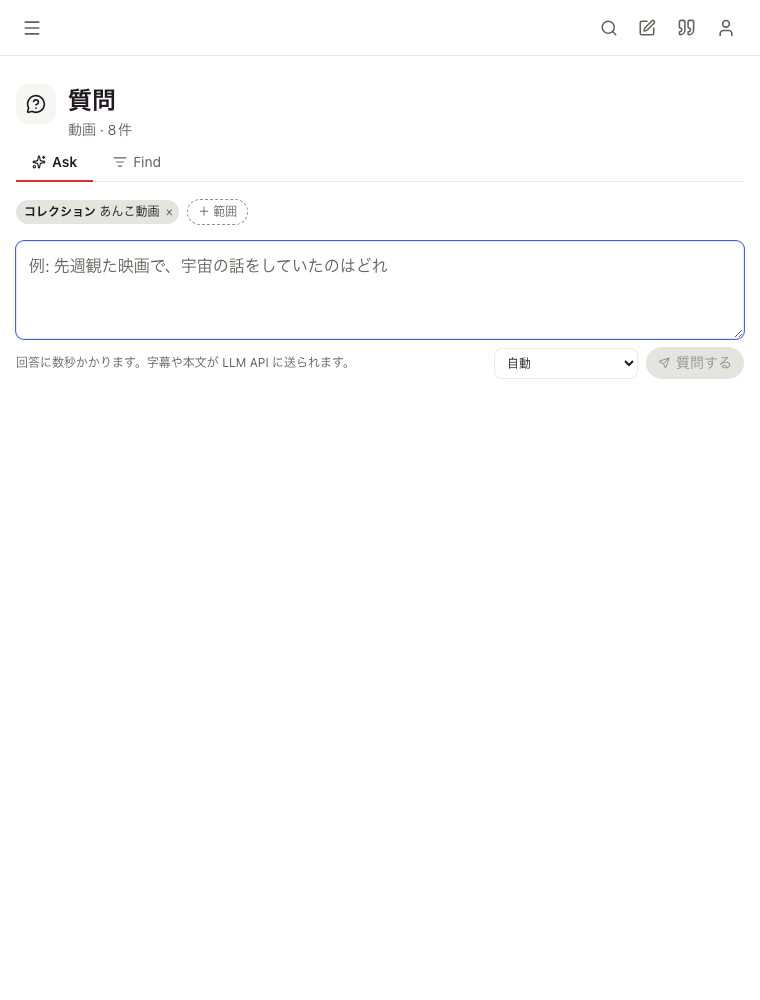 質問
動画 · 8件
Ask
Find
コレクション あんこ動画 ×
+ 範囲
例: 先週観た映画で、宇宙の話をしていたのはどれ
回答に数秒かかります。字幕や本文が LLM API に送られます。
自動
質問する